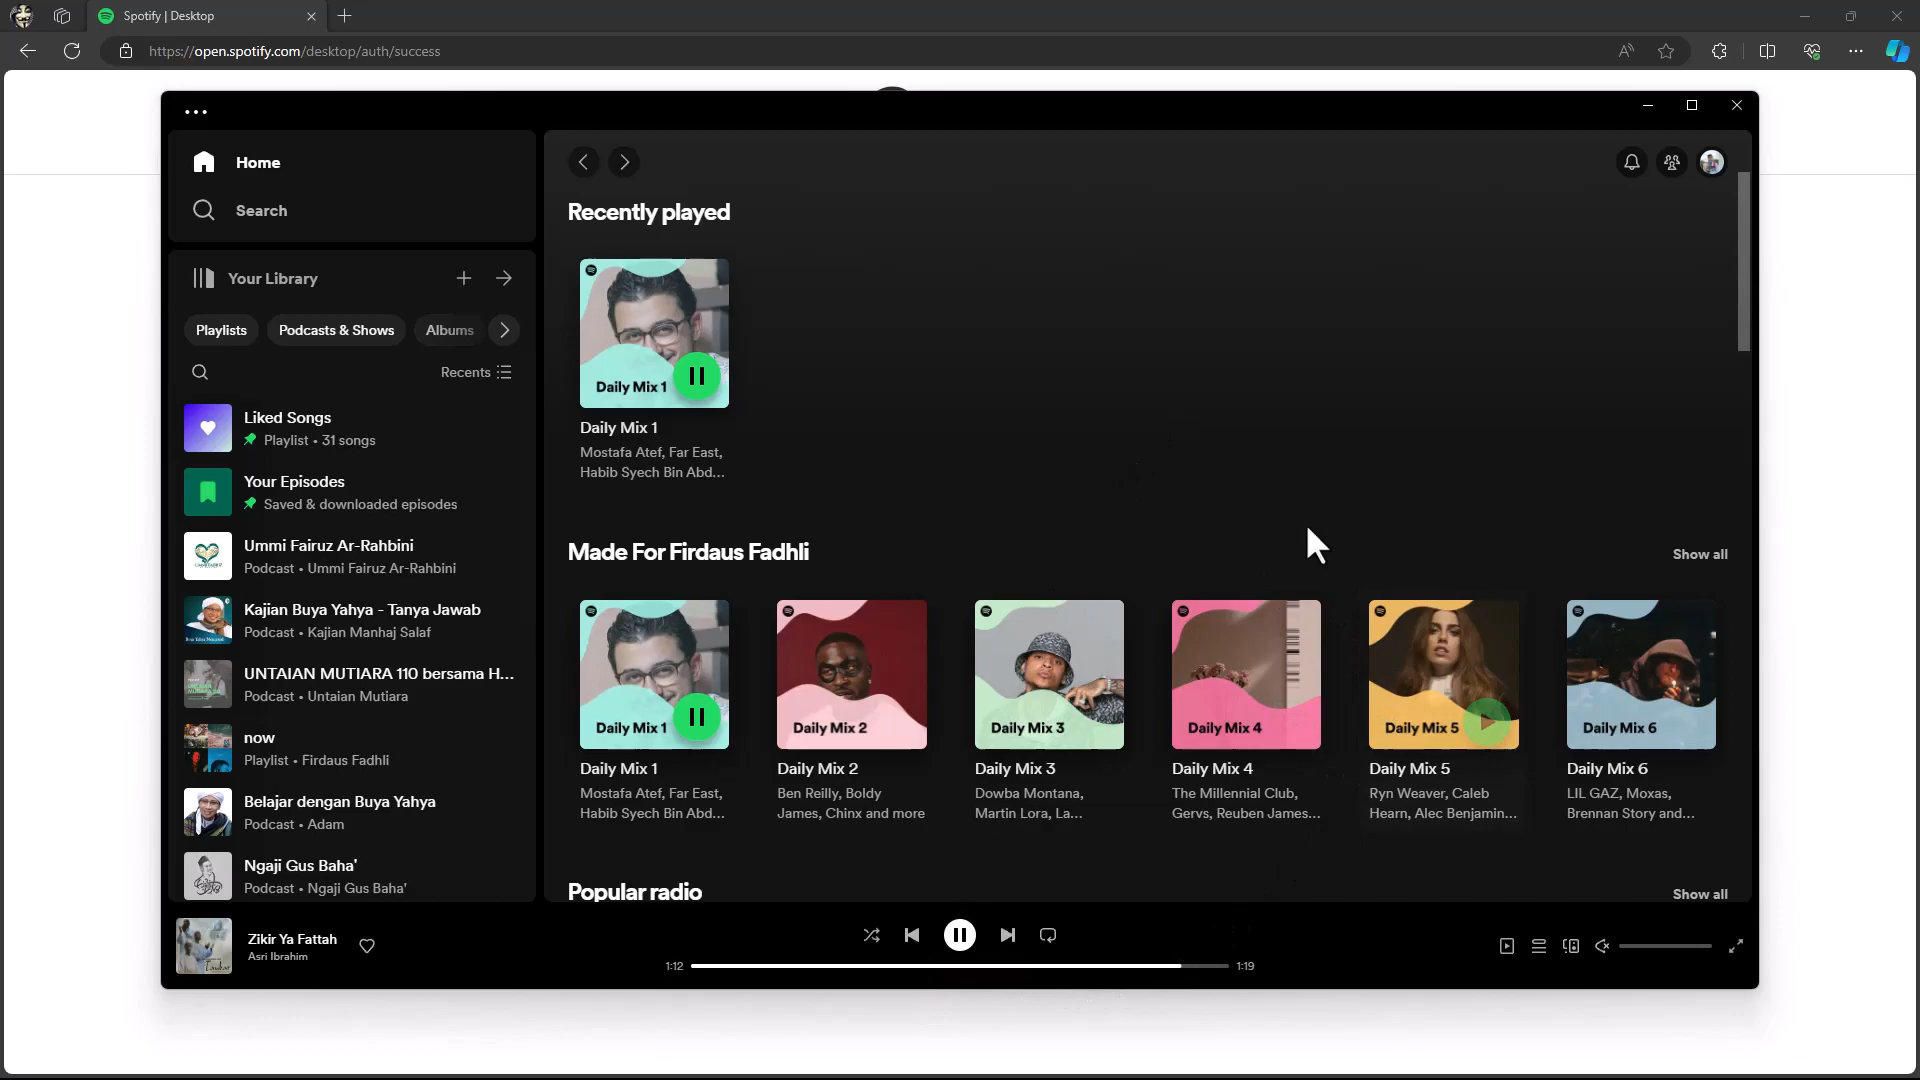 Spotify | Desktop
https://open.spotify.com/desktop/auth/success
Home
Search
Your Library
Playlists
Podcasts & Shows
Albums
Recents
Liked Songs
Playlist • 31 songs
Your Episodes
Saved & downloaded episodes
Ummi Fairuz Ar-Rahbini
Podcast • Ummi Fairuz Ar-Rahbini
Kajian Buya Yahya - Tanya Jawab
Podcast • Kajian Manhaj Salaf
UNTAIAN MUTIARA 110 bersama H...
Podcast • Untaian Mutiara
now
Playlist • Firdaus Fadhli
Belajar dengan Buya Yahya
Podcast • Adam
Ngaji Gus Baha'
Podcast • Ngaji Gus Baha'
Recently played
Daily Mix 1
Daily Mix 1
Mostafa Atef, Far East,
Habib Syech Bin Abd...
Made For Firdaus Fadhli
Show all
Daily Mix 1
Daily Mix 2
Daily Mix 3
Daily Mix 4
Daily Mix 5
Daily Mix 6
Daily Mix 1
Mostafa Atef, Far East,
Habib Syech Bin Abd...
Daily Mix 2
Ben Reilly, Boldy
James, Chinx and more
Daily Mix 3
Dowba Montana,
Martin Lora, La...
Daily Mix 4
The Millennial Club,
Gervs, Reuben James...
Daily Mix 5
Ryn Weaver, Caleb
Hearn, Alec Benjamin...
Daily Mix 6
LIL GAZ, Moxas,
Brennan Story and...
Popular radio
Show all
Zikir Ya Fattah
Asri Ibrahim
1:12
1:19